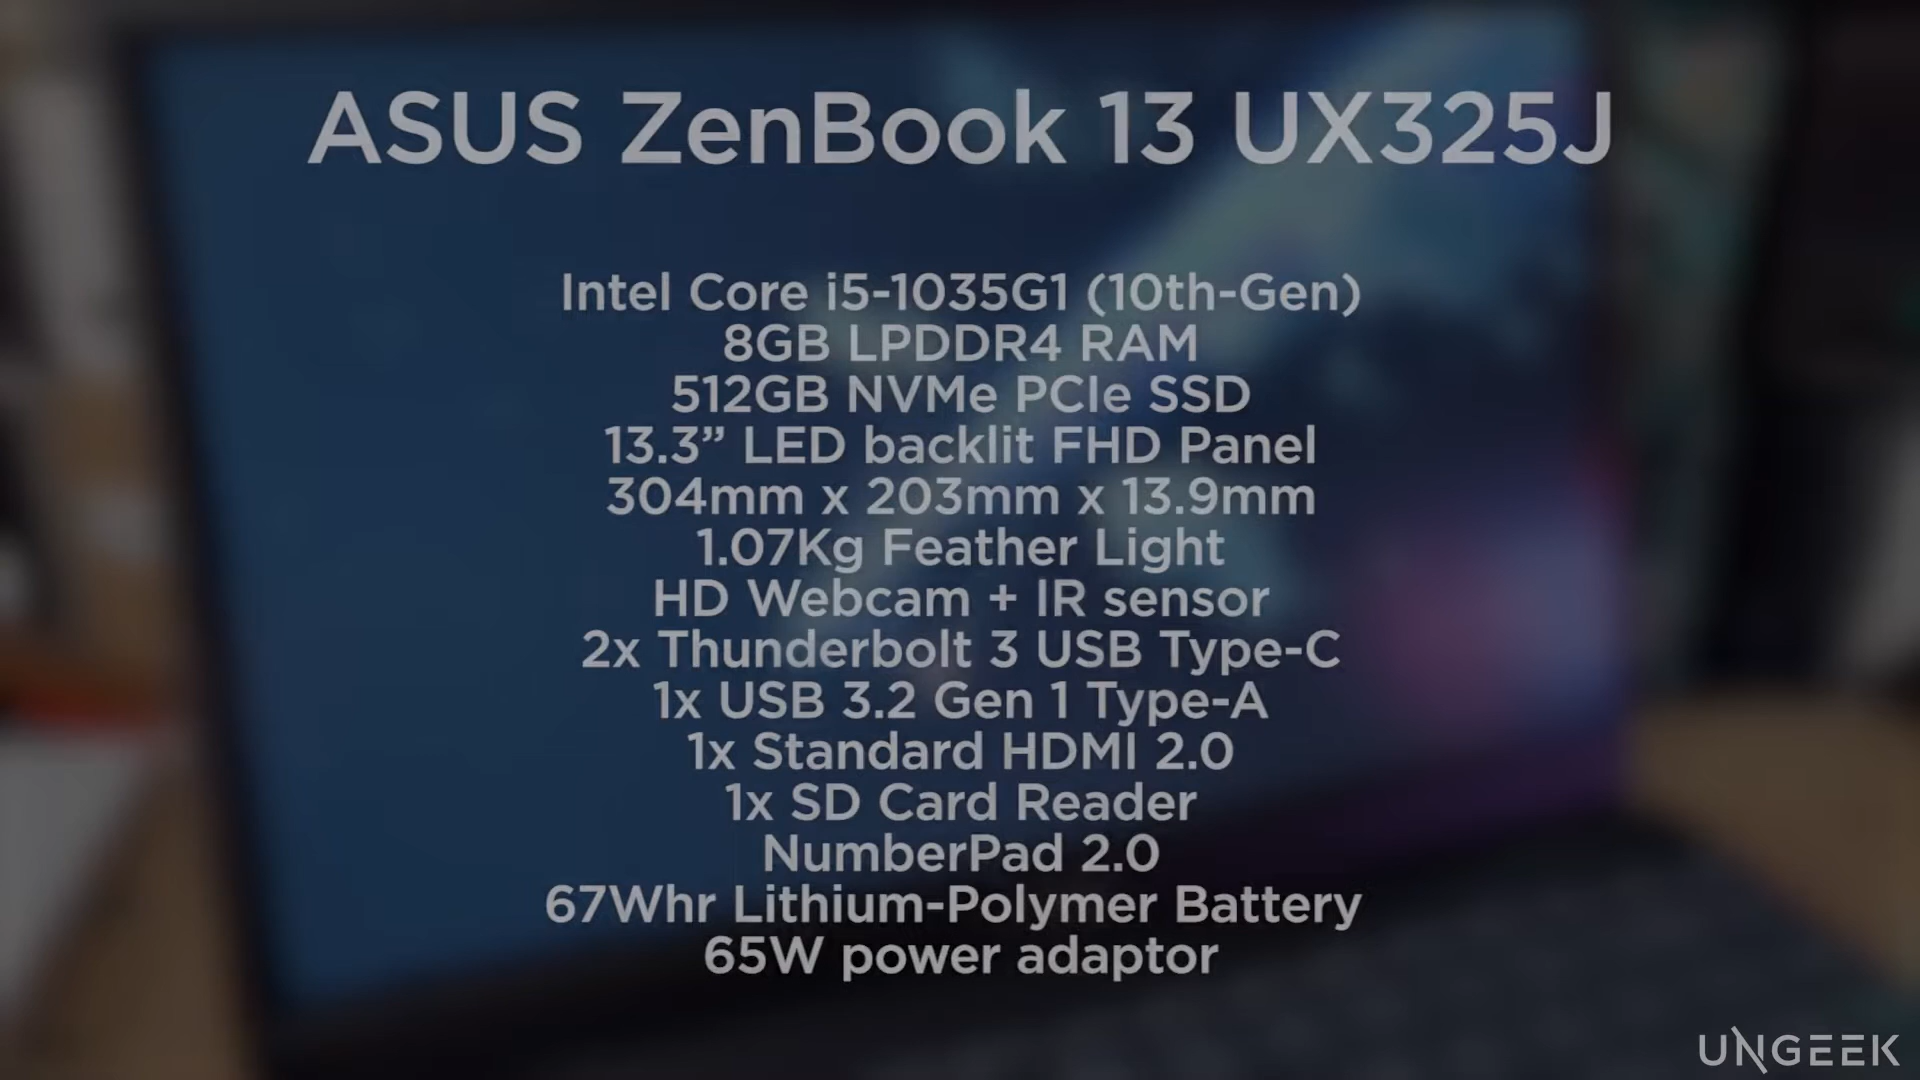 ASUS ZenBook 13 UX325J
Intel Core i5-1035G1 (10th-Gen)
8GB LPDDR4 RAM
512GB NVMe PCIe SSD
13.3” LED backlit FHD Panel
304mm x 203mm x 13.9mm
1.07Kg Feather Light
HD Webcam + IR sensor
2x Thunderbolt 3 USB Type-C
1x USB 3.2 Gen 1 Type-A
1x Standard HDMI 2.0
1x SD Card Reader
NumberPad 2.0
67Whr Lithium-Polymer Battery
65W power adaptor
UNGEEK